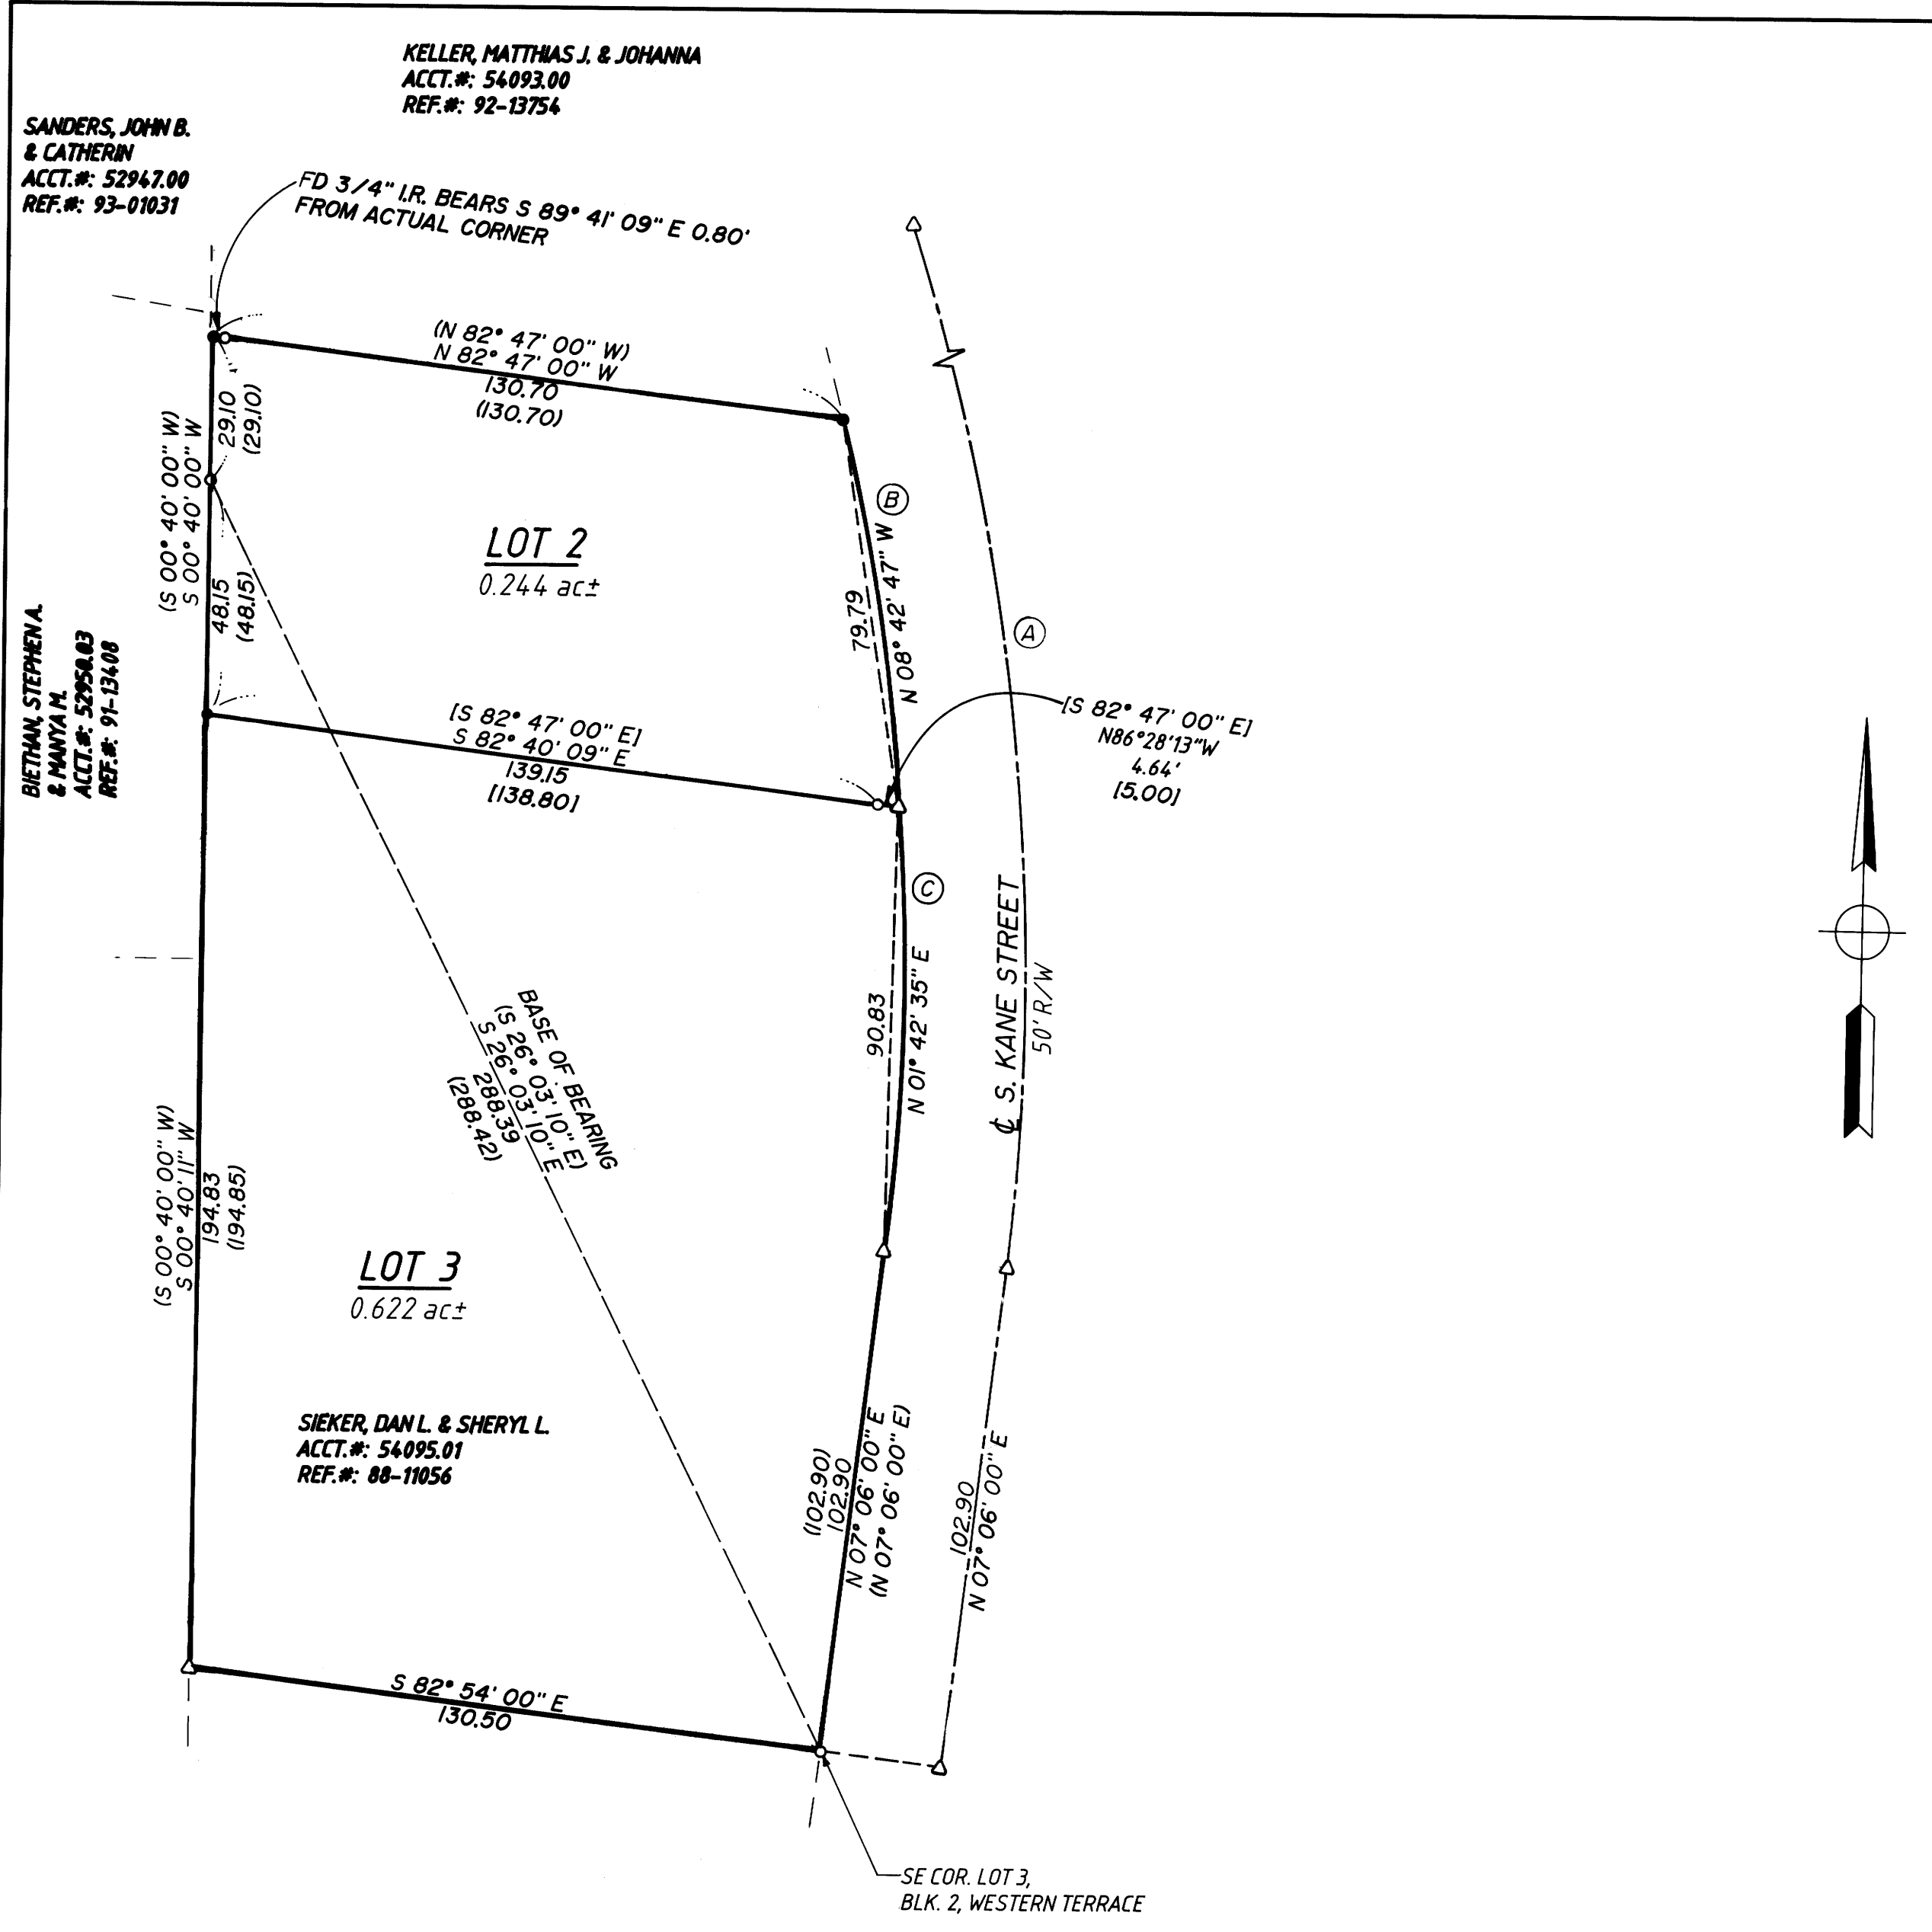 KELLER, MATTHIAS J. & JOHANNA
ACCT.#: 54093.00
REF.#: 92-13754
SANDERS, JOHN B.
& CATHERIN
ACCT.#: 52947.00
REF.#: 93-01031
FD 3/4" I.R. BEARS S 89° 41' 09" E 0.80'
FROM ACTUAL CORNER
(N 82° 47' 00" W)
N 82° 47' 00" W
130.70
(130.70)
(S 00° 40' 00" W)
S 00° 40' 00" W
29.10
(29.10)
48.15
(48.15)
LOT 2
0.244 ac±
B
79.79
N 08° 42' 47" W
A
BIETHAN, STEPHEN A.
& MANYA M.
ACCT.#: 52950.03
REF.#: 91-13408
[S 82° 47' 00" E]
S 82° 40' 09" E
139.15
[138.80]
[S 82° 47' 00" E]
N86°28'13"W
4.64'
[5.00]
C
90.83
N 01° 42' 35" E
℄ S. KANE STREET
50' R/W
BASE OF BEARING
(S 26° 03' 10" E)
S 26° 03' 10" E
288.39
(288.42)
(S 00° 40' 00" W)
S 00° 40' 11" W
194.83
(194.85)
LOT 3
0.622 ac±
SIEKER, DAN L. & SHERYL L.
ACCT.#: 54095.01
REF.#: 88-11056
(102.90)
102.90
N 07° 06' 00" E
(N 07° 06' 00" E)
102.90
N 07° 06' 00" E
S 82° 54' 00" E
130.50
SE COR. LOT 3,
BLK. 2, WESTERN TERRACE